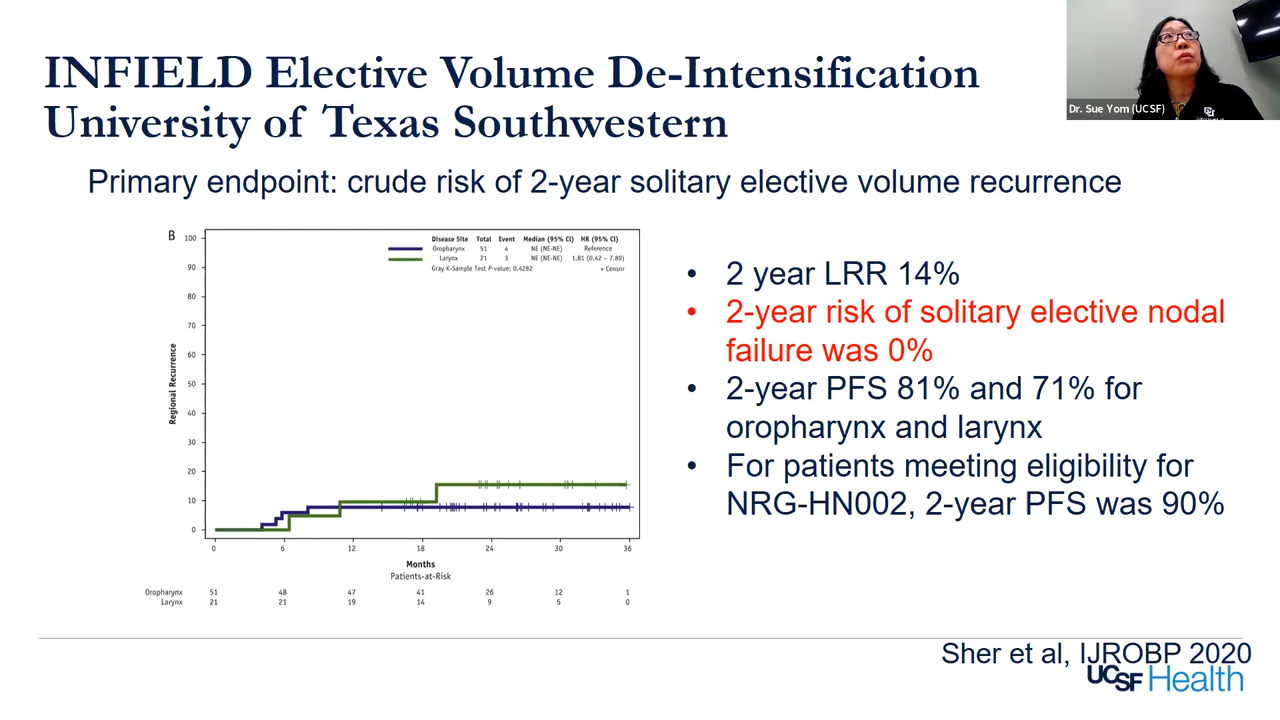 INFIELD Elective Volume De-Intensification
University of Texas Southwestern
Dr. Sue Yom (UCSF)
Primary endpoint: crude risk of 2-year solitary elective volume recurrence
B
Disease Site Total Event Median (95% CI) HR (95% CI)
Oropharynx 51 4 NE (NE-NE) Reference
Larynx 21 3 NE (NE-NE) 1.81 (0.42 – 7.89)
Gray K-Sample Test P-value: 0.4282 + Censor
Regional Recurrence
100
90
80
70
60
50
40
30
20
10
0
0 6 12 18 24 30 36
Months
Patients-at-Risk
Oropharynx 51 48 47 41 26 12 1
Larynx 21 21 19 14 9 5 0
• 2 year LRR 14%
• 2-year risk of solitary elective nodal
failure was 0%
• 2-year PFS 81% and 71% for
oropharynx and larynx
• For patients meeting eligibility for
NRG-HN002, 2-year PFS was 90%
Sher et al, IJROBP 2020
UCSF Health